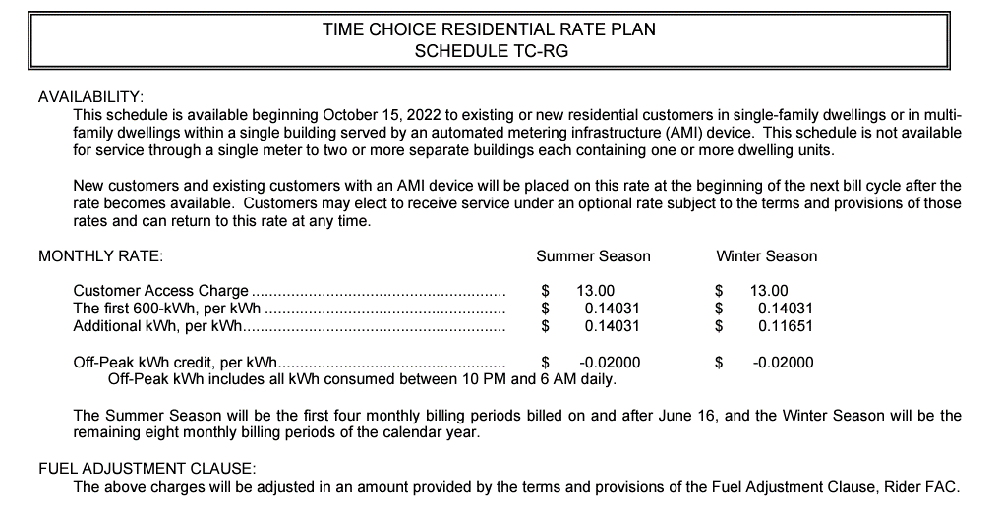 TIME CHOICE RESIDENTIAL RATE PLAN
SCHEDULE TC-RG
AVAILABILITY:
This schedule is available beginning October 15, 2022 to existing or new residential customers in single-family dwellings or in multi-
family dwellings within a single building served by an automated metering infrastructure (AMI) device. This schedule is not available
for service through a single meter to two or more separate buildings each containing one or more dwelling units.
New customers and existing customers with an AMI device will be placed on this rate at the beginning of the next bill cycle after the
rate becomes available. Customers may elect to receive service under an optional rate subject to the terms and provisions of those
rates and can return to this rate at any time.
MONTHLY RATE: Summer Season Winter Season
Customer Access Charge .......................................................... $ 13.00 $ 13.00
The first 600-kWh, per kWh ....................................................... $ 0.14031 $ 0.14031
Additional kWh, per kWh............................................................ $ 0.14031 $ 0.11651
Off-Peak kWh credit, per kWh.................................................... $ -0.02000 $ -0.02000
Off-Peak kWh includes all kWh consumed between 10 PM and 6 AM daily.
The Summer Season will be the first four monthly billing periods billed on and after June 16, and the Winter Season will be the
remaining eight monthly billing periods of the calendar year.
FUEL ADJUSTMENT CLAUSE:
The above charges will be adjusted in an amount provided by the terms and provisions of the Fuel Adjustment Clause, Rider FAC.